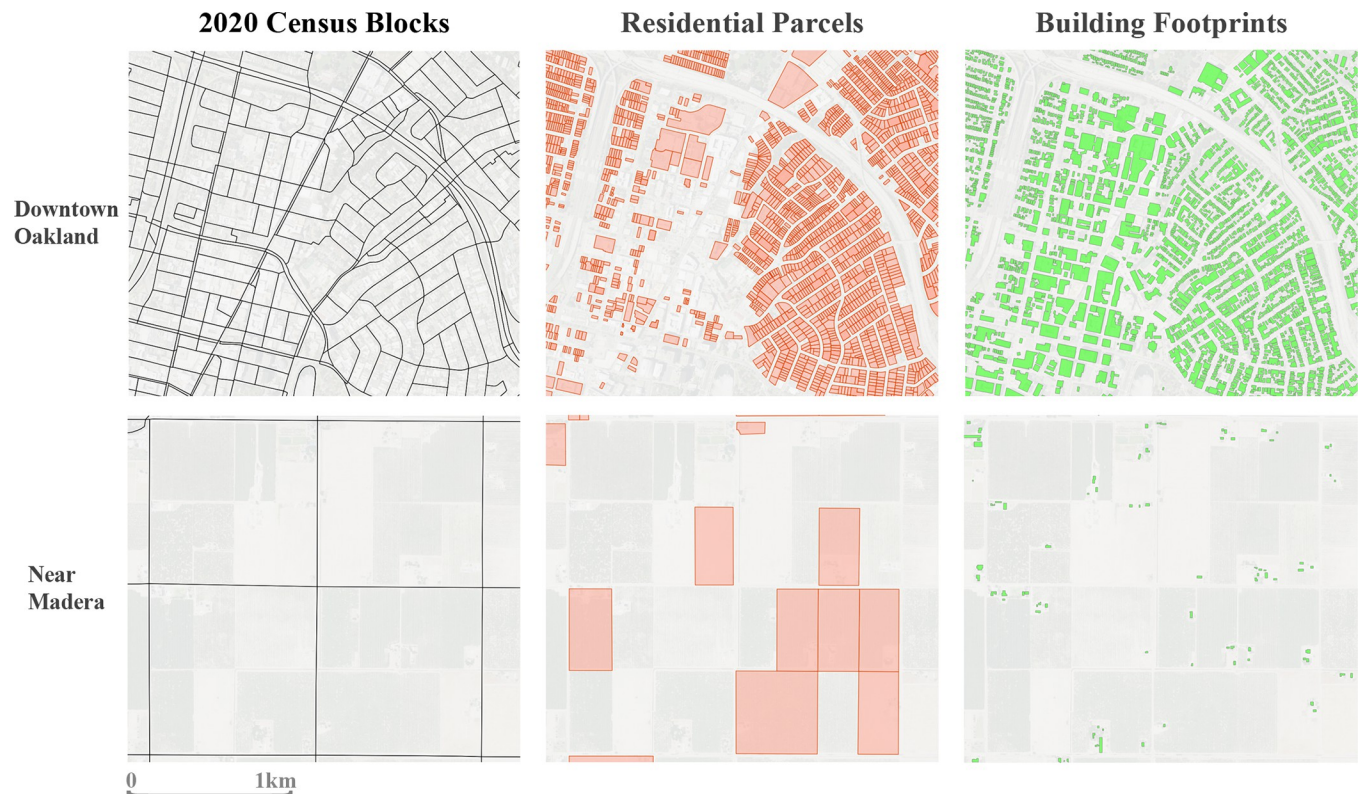 2020 Census Blocks
Residential Parcels
Building Footprints
Downtown
Oakland
Near
Madera
0
1km